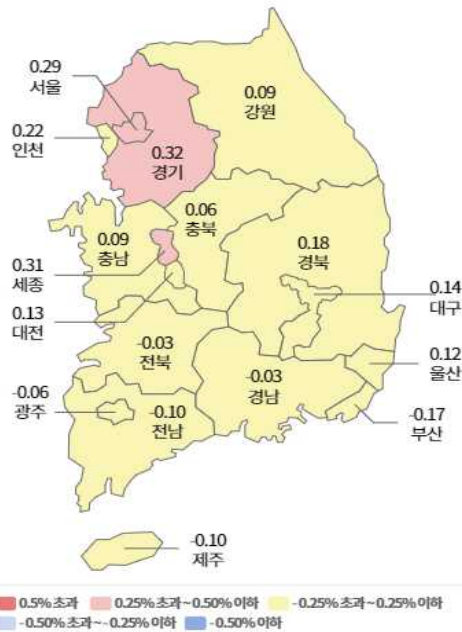 0.29
서울
0.09
강원
0.22
인천
0.32
경기
0.06
충북
0.09
충남
0.18
경북
0.31
세종
0.14
대구
0.13
대전
-0.03
전북
0.12
울산
-0.03
경남
-0.06
광주
-0.10
전남
-0.17
부산
-0.10
제주
0.5% 초과 0.25% 초과~0.50% 이하 -0.25% 초과~0.25% 이하
-0.50% 초과~-0.25% 이하 -0.50% 이하